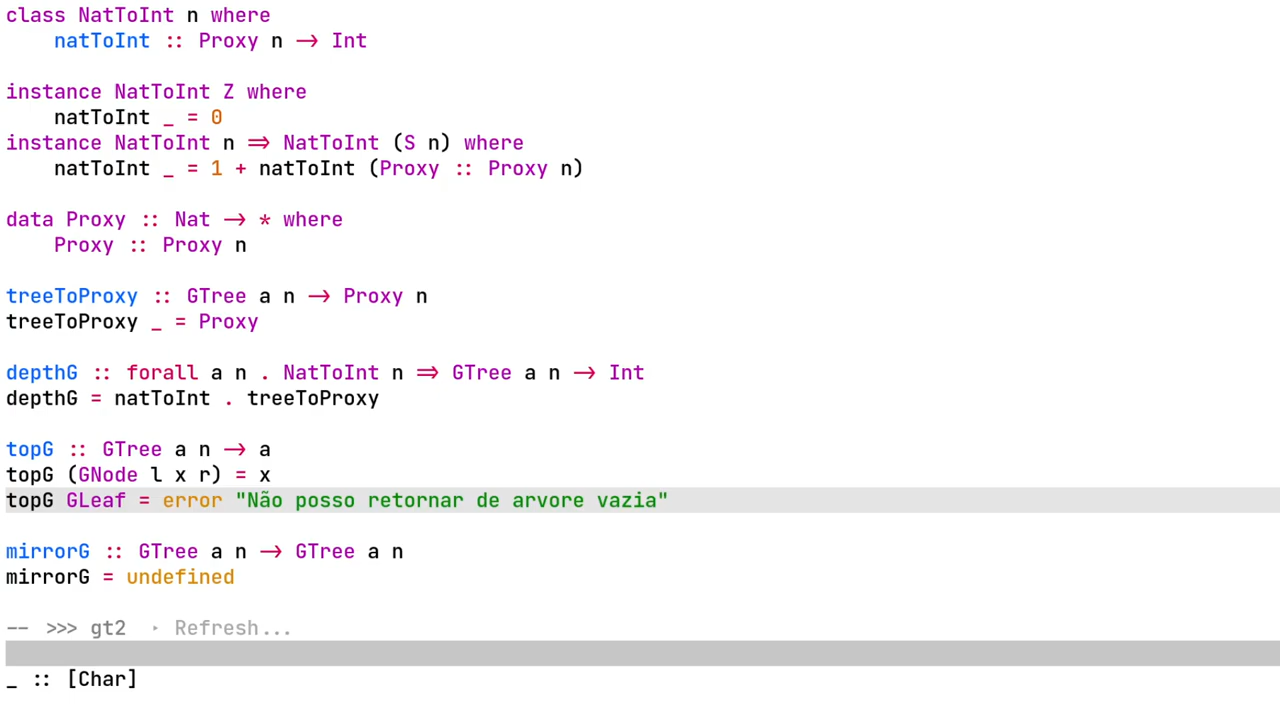 class NatToInt n where
    natToInt :: Proxy n -> Int
instance NatToInt Z where
    natToInt _ = 0
instance NatToInt n => NatToInt (S n) where
    natToInt _ = 1 + natToInt (Proxy :: Proxy n)
data Proxy :: Nat -> * where
    Proxy :: Proxy n
treeToProxy :: GTree a n -> Proxy n
treeToProxy _ = Proxy
depthG :: forall a n . NatToInt n => GTree a n -> Int
depthG = natToInt . treeToProxy
topG :: GTree a n -> a
topG (GNode l x r) = x
topG GLeaf = error "Não posso retornar de arvore vazia"
mirrorG :: GTree a n -> GTree a n
mirrorG = undefined
-- >>> gt2 ‣ Refresh...
_ :: [Char]